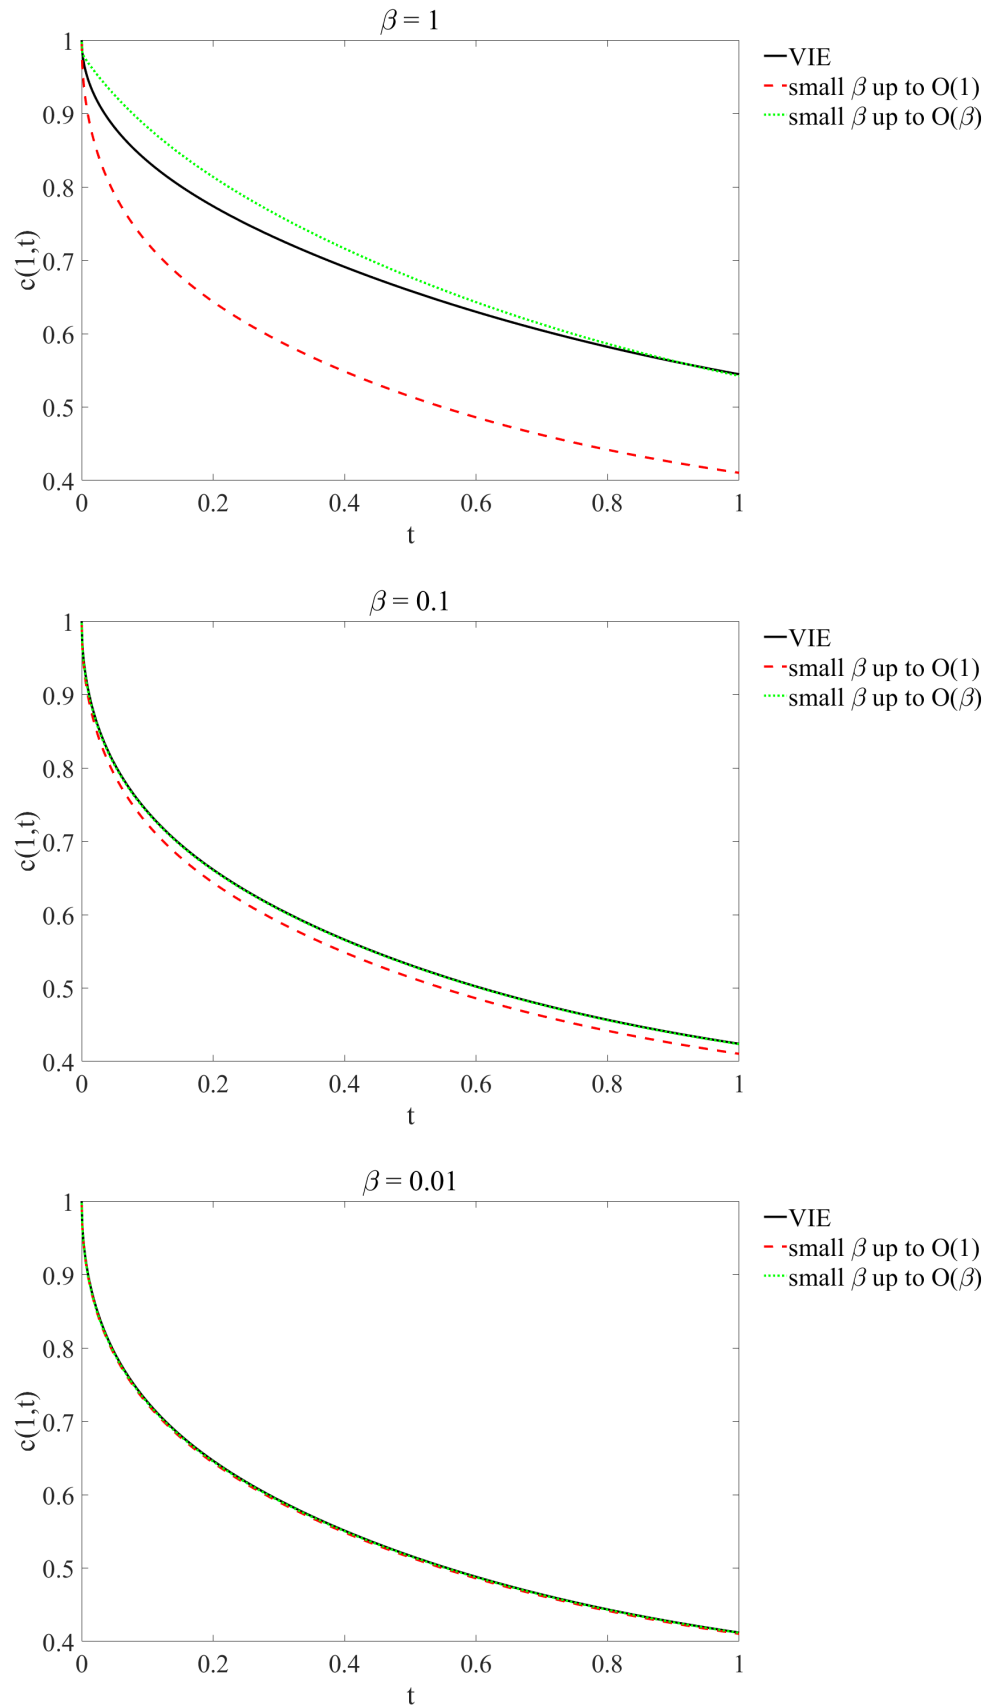 β = 1
VIE
small β up to O(1)
small β up to O(β)
1
0.9
0.8
0.7
0.6
0.5
0.4
c(1,t)
0 0.2 0.4 0.6 0.8 1
t
β = 0.1
VIE
small β up to O(1)
small β up to O(β)
1
0.9
0.8
0.7
0.6
0.5
0.4
c(1,t)
0 0.2 0.4 0.6 0.8 1
t
β = 0.01
VIE
small β up to O(1)
small β up to O(β)
1
0.9
0.8
0.7
0.6
0.5
0.4
c(1,t)
0 0.2 0.4 0.6 0.8 1
t